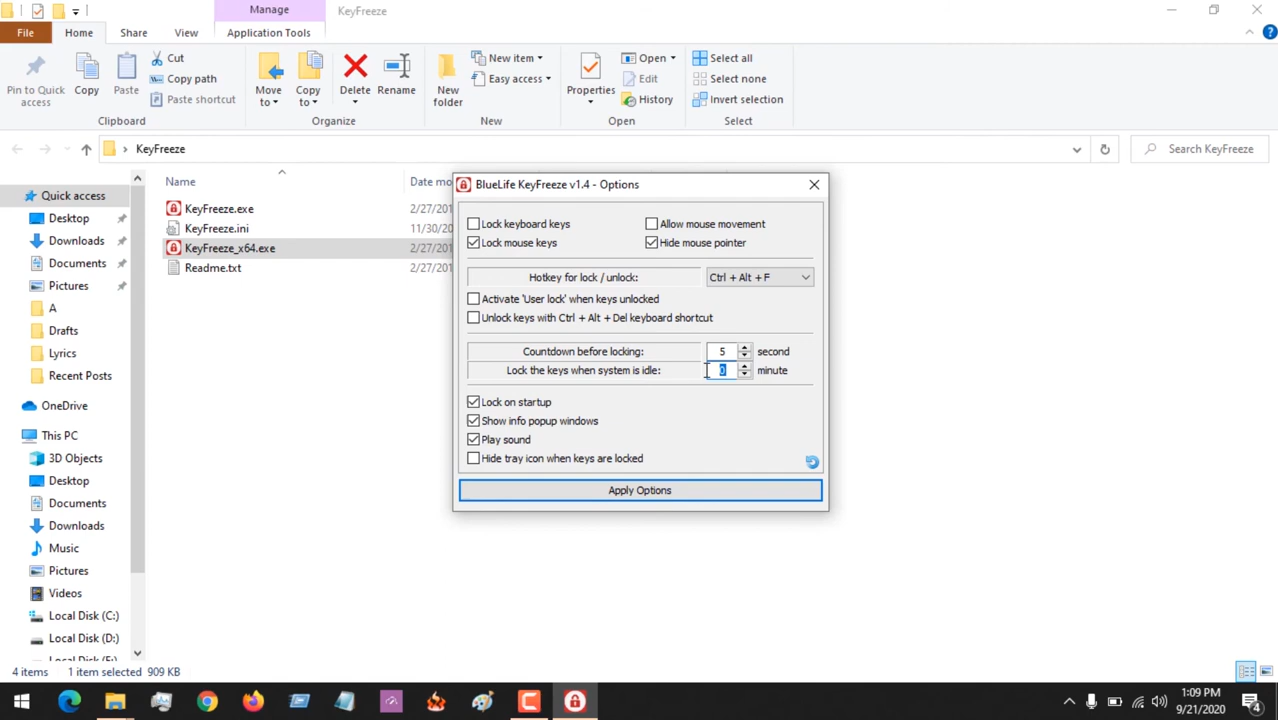 Manage
KeyFreeze
File
Home
Share
View
Application Tools
Pin to Quick access
Copy
Paste
Cut
Copy path
Paste shortcut
Clipboard
Move to
Copy to
Delete
Rename
Organize
New folder
New item
Easy access
New
Properties
Open
Edit
History
Open
Select all
Select none
Invert selection
Select
KeyFreeze
Search KeyFreeze
Quick access
Desktop
Downloads
Documents
Pictures
A
Drafts
Lyrics
Recent Posts
OneDrive
This PC
3D Objects
Desktop
Documents
Downloads
Music
Pictures
Videos
Local Disk (C:)
Local Disk (D:)
Name
Date mo
KeyFreeze.exe
2/27/201
KeyFreeze.ini
11/30/20
KeyFreeze_x64.exe
2/27/201
Readme.txt
2/27/201
BlueLife KeyFreeze v1.4 - Options
Lock keyboard keys
Allow mouse movement
Lock mouse keys
Hide mouse pointer
Hotkey for lock / unlock:
Ctrl + Alt + F
Activate 'User lock' when keys unlocked
Unlock keys with Ctrl + Alt + Del keyboard shortcut
Countdown before locking:
5
second
Lock the keys when system is idle:
0
minute
Lock on startup
Show info popup windows
Play sound
Hide tray icon when keys are locked
Apply Options
4 items
1 item selected 909 KB
1:09 PM
9/21/2020
4